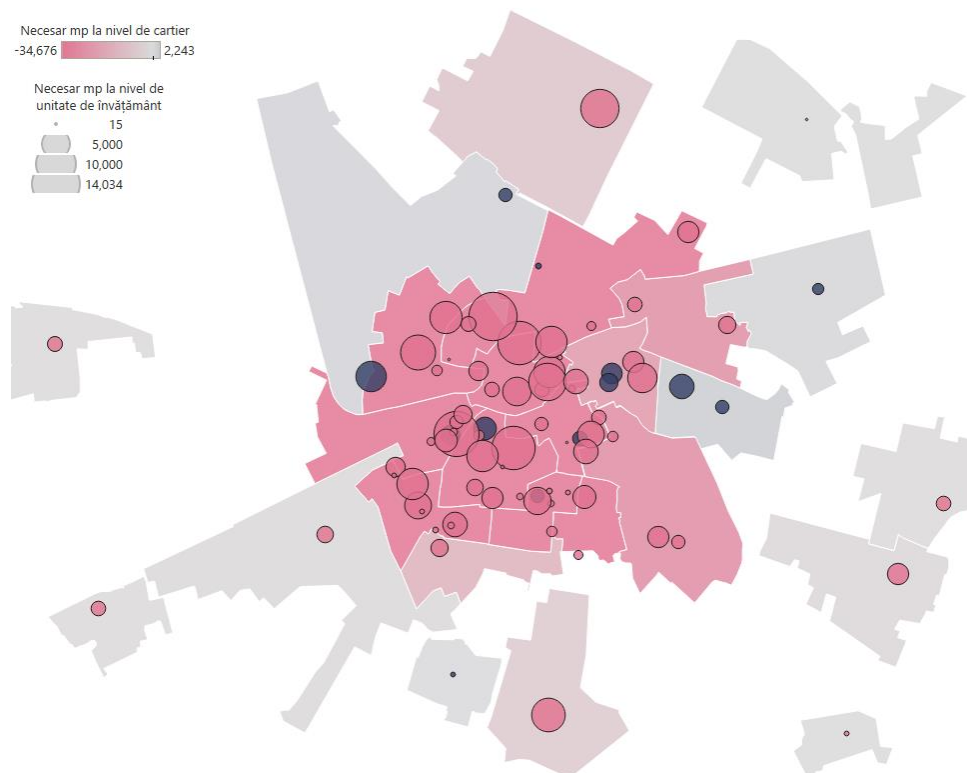 Necesar mp la nivel de cartier
-34,676 2,243
Necesar mp la nivel de
unitate de învățământ
15
5,000
10,000
14,034